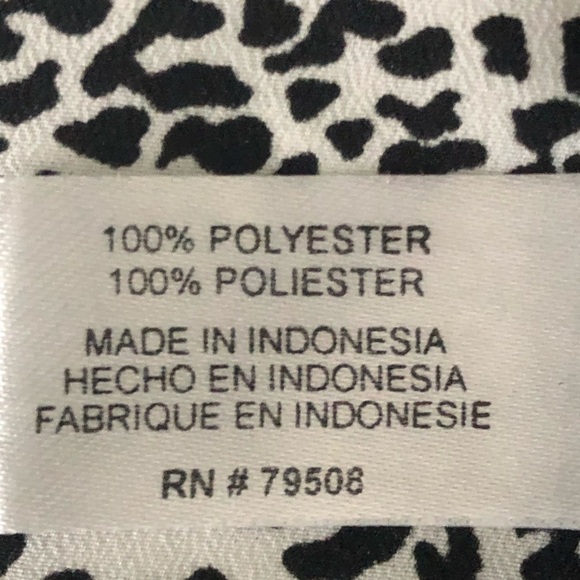 100% POLYESTER
100% POLIESTER
MADE IN INDONESIA
HECHO EN INDONESIA
FABRIQUE EN INDONESIE
RN # 79508